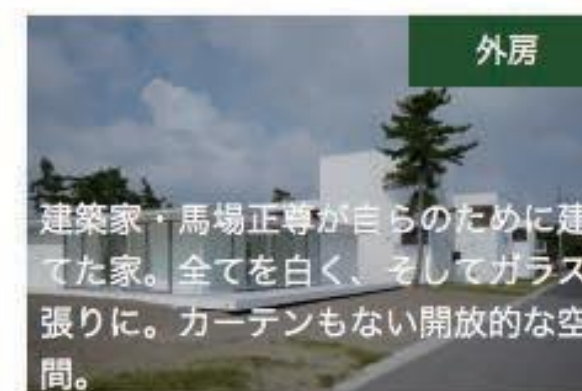 外房
建築家・馬場正尊が自らのために建
てた家。全てを白く、そしてガラス
張りに。カーテンもない開放的な空
間。